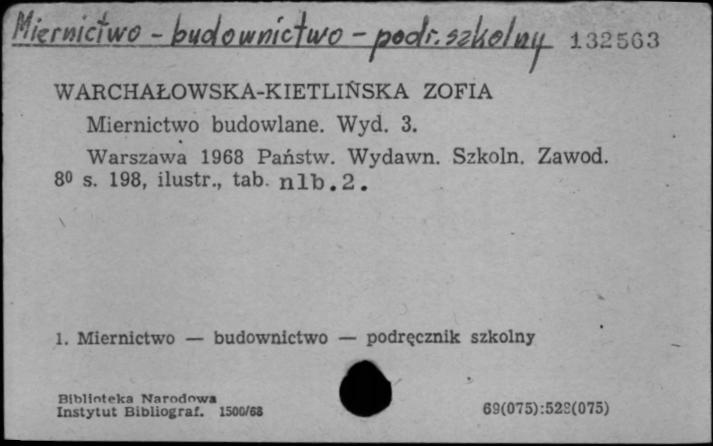 Miernictwo - budownictwo - podr. szkolny 132563
WARCHAŁOWSKA-KIETLIŃSKA ZOFIA
Miernictwo budowlane. Wyd. 3.
Warszawa 1968 Państw. Wydawn. Szkoln. Zawod.
8⁰ s. 198, ilustr., tab. nlb.2.
1. Miernictwo — budownictwo — podręcznik szkolny
Biblioteka Narodowa
Instytut Bibliograf. 1500/68
69(075):528(075)